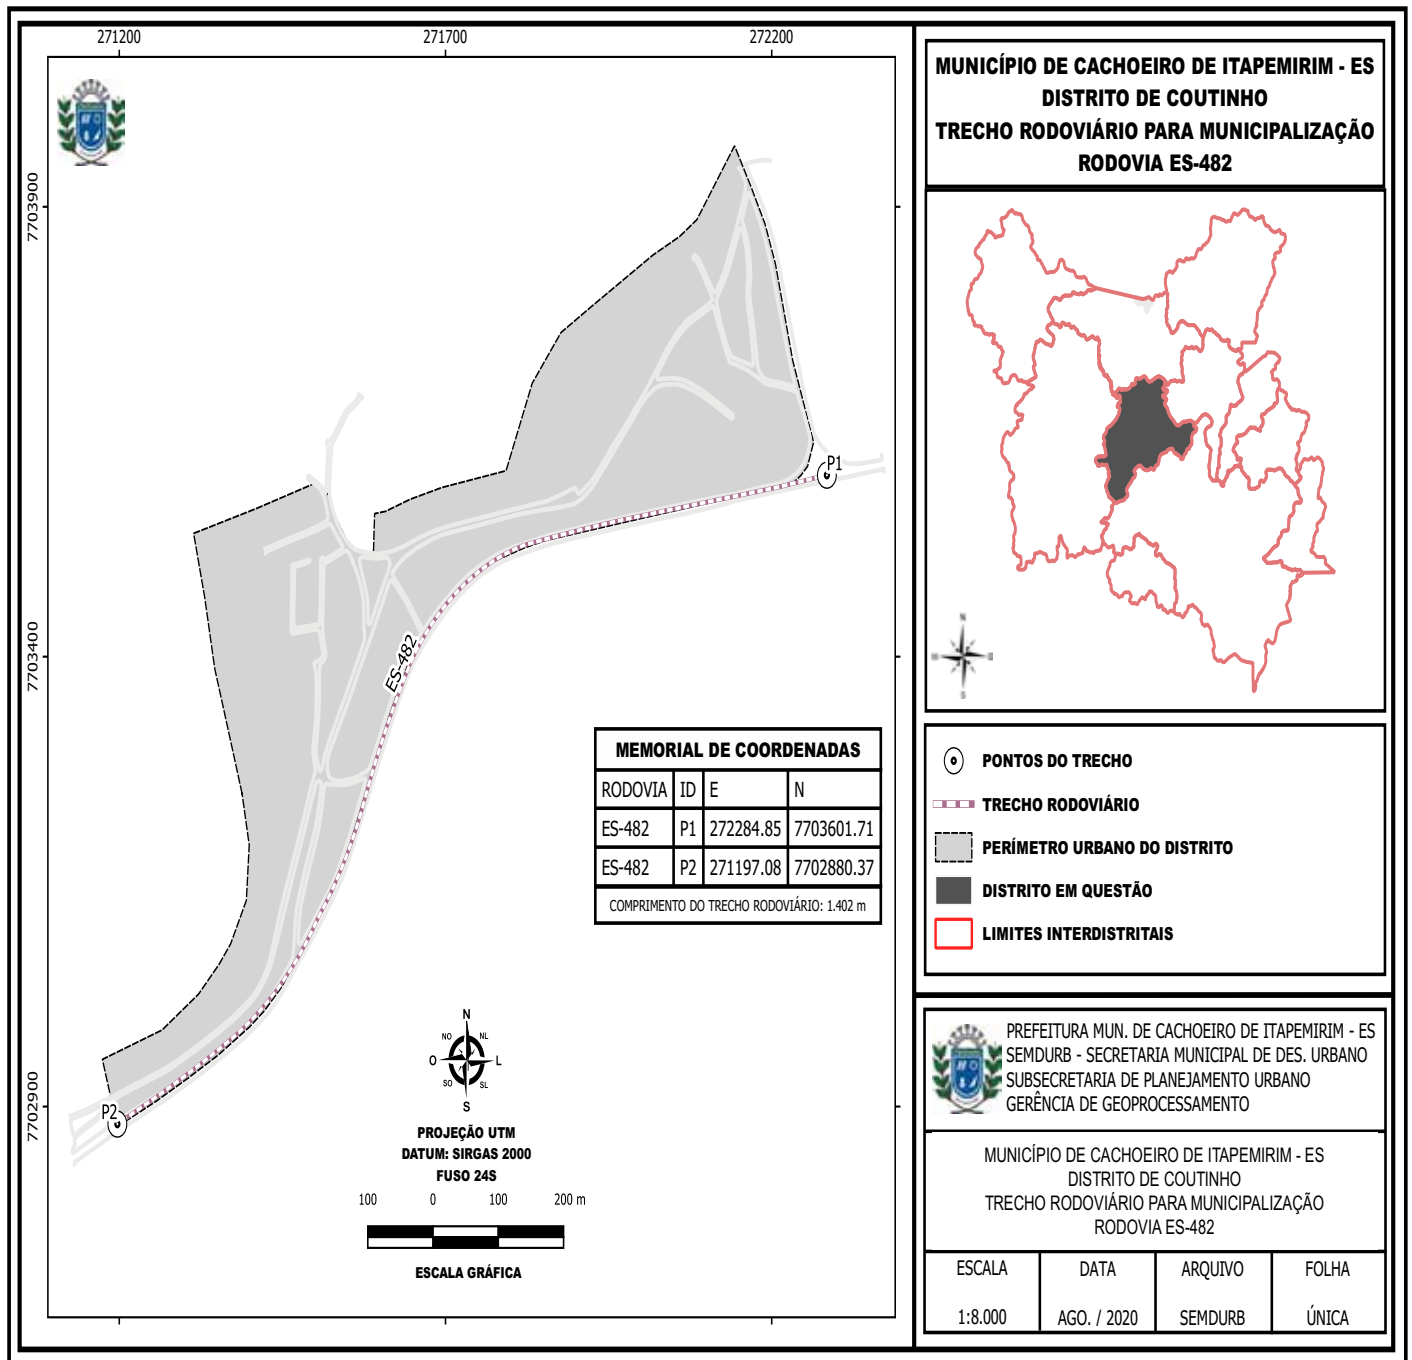 271200
271700
272200
7703900
7703400
7702900
P1
ES-482
P2
MEMORIAL DE COORDENADAS
RODOVIA ID E N
ES-482 P1 272284.85 7703601.71
ES-482 P2 271197.08 7702880.37
COMPRIMENTO DO TRECHO RODOVIÁRIO: 1.402 m
N
NO NL
O L
SO SL
S
PROJEÇÃO UTM
DATUM: SIRGAS 2000
FUSO 24S
100 0 100 200 m
ESCALA GRÁFICA
MUNICÍPIO DE CACHOEIRO DE ITAPEMIRIM - ES
DISTRITO DE COUTINHO
TRECHO RODOVIÁRIO PARA MUNICIPALIZAÇÃO
RODOVIA ES-482
N
S
PONTOS DO TRECHO
TRECHO RODOVIÁRIO
PERÍMETRO URBANO DO DISTRITO
DISTRITO EM QUESTÃO
LIMITES INTERDISTRITAIS
PREFEITURA MUN. DE CACHOEIRO DE ITAPEMIRIM - ES
SEMDURB - SECRETARIA MUNICIPAL DE DES. URBANO
SUBSECRETARIA DE PLANEJAMENTO URBANO
GERÊNCIA DE GEOPROCESSAMENTO
MUNICÍPIO DE CACHOEIRO DE ITAPEMIRIM - ES
DISTRITO DE COUTINHO
TRECHO RODOVIÁRIO PARA MUNICIPALIZAÇÃO
RODOVIA ES-482
ESCALA DATA ARQUIVO FOLHA
1:8.000 AGO. / 2020 SEMDURB ÚNICA